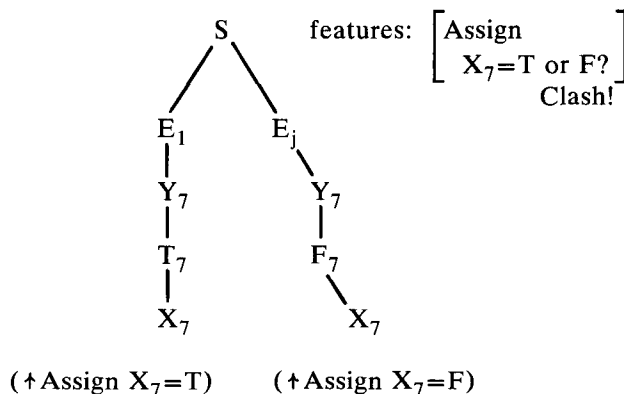 S features: [Assign
X₇=T or F?
Clash!
E₁ Eⱼ
Y₇ Y₇
T₇ F₇
X₇ X₇
(↑Assign X₇=T) (↑Assign X₇=F)